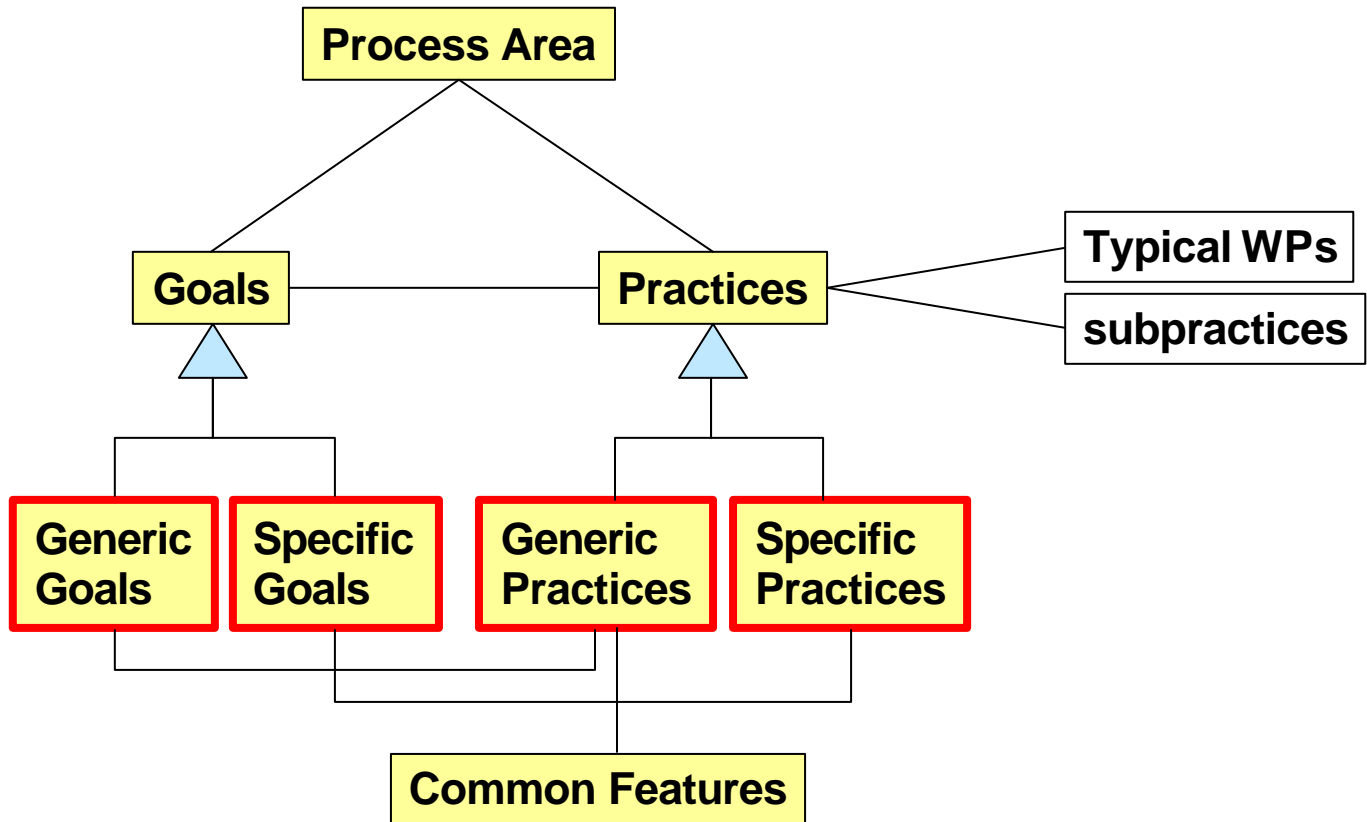 Process Area
Goals
Practices
Typical WPs
subpractices
Generic
Goals
Specific
Goals
Generic
Practices
Specific
Practices
Common Features